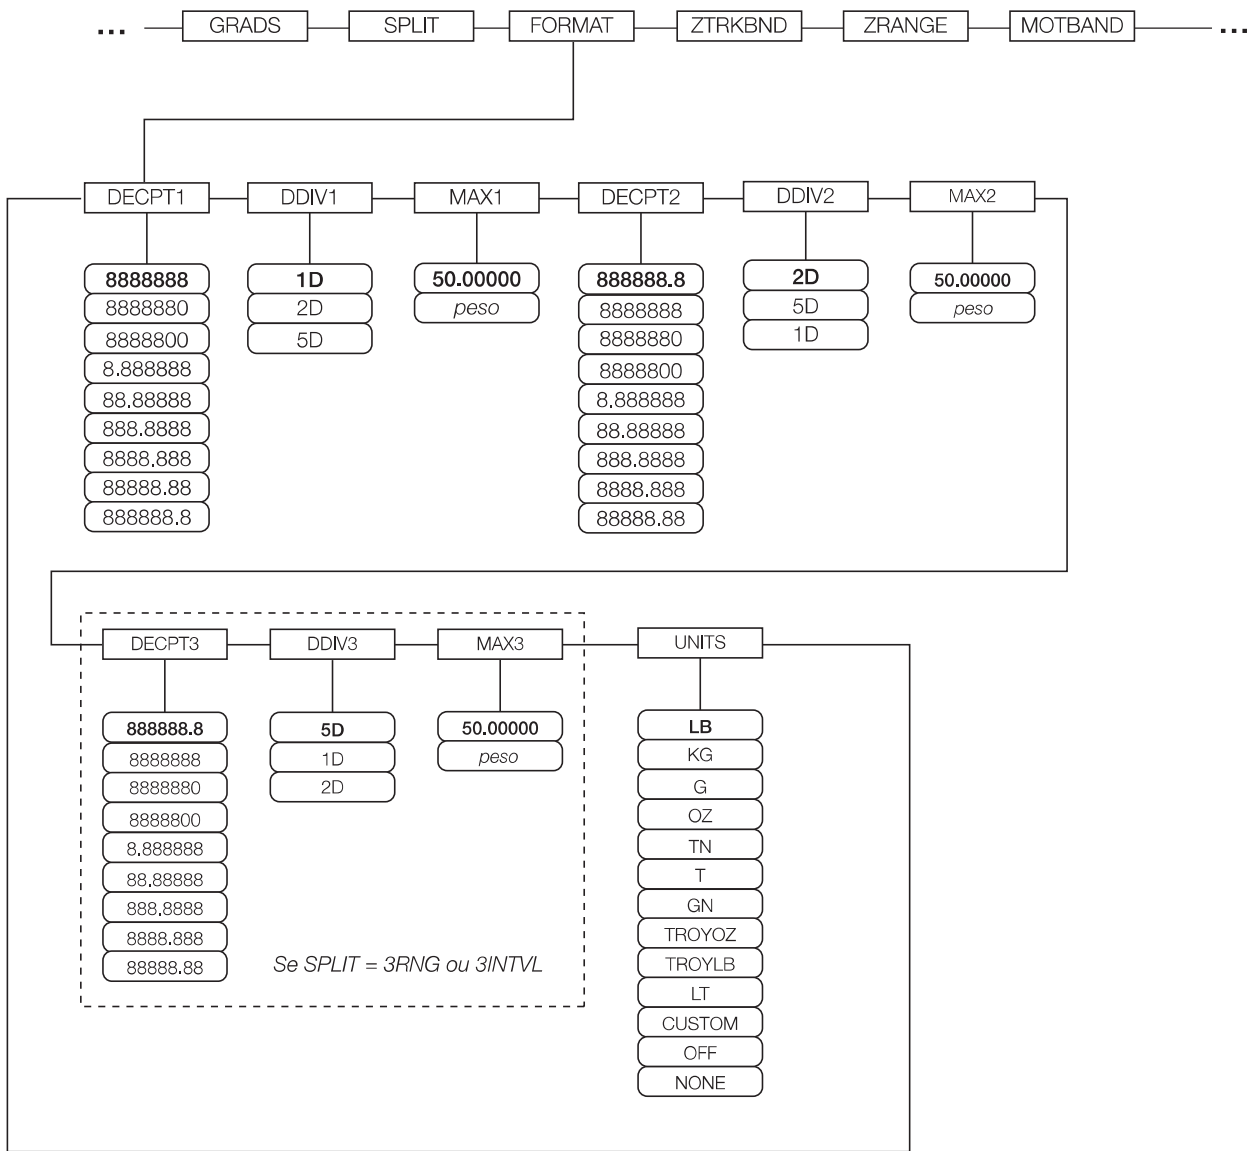 ... GRADS SPLIT FORMAT ZTRKBND ZRANGE MOTBAND ...
DECPT1 DDIV1 MAX1 DECPT2 DDIV2 MAX2
8888888 1D 50.00000 888888.8 2D 50.00000
8888880 2D peso 8888888 5D peso
8888800 5D 8888880 1D
8.888888 8888800
88.88888 8.888888
888.8888 88.88888
8888.888 888.8888
88888.88 8888.888
888888.8 88888.88
DECPT3 DDIV3 MAX3 UNITS
888888.8 5D 50.00000 LB
8888888 1D peso KG
8888880 2D G
8888800 OZ
8.888888 TN
88.88888 T
888.8888 GN
8888.888 TROYOZ
88888.88 Se SPLIT = 3RNG ou 3INTVL TROYLB
LT
CUSTOM
OFF
NONE